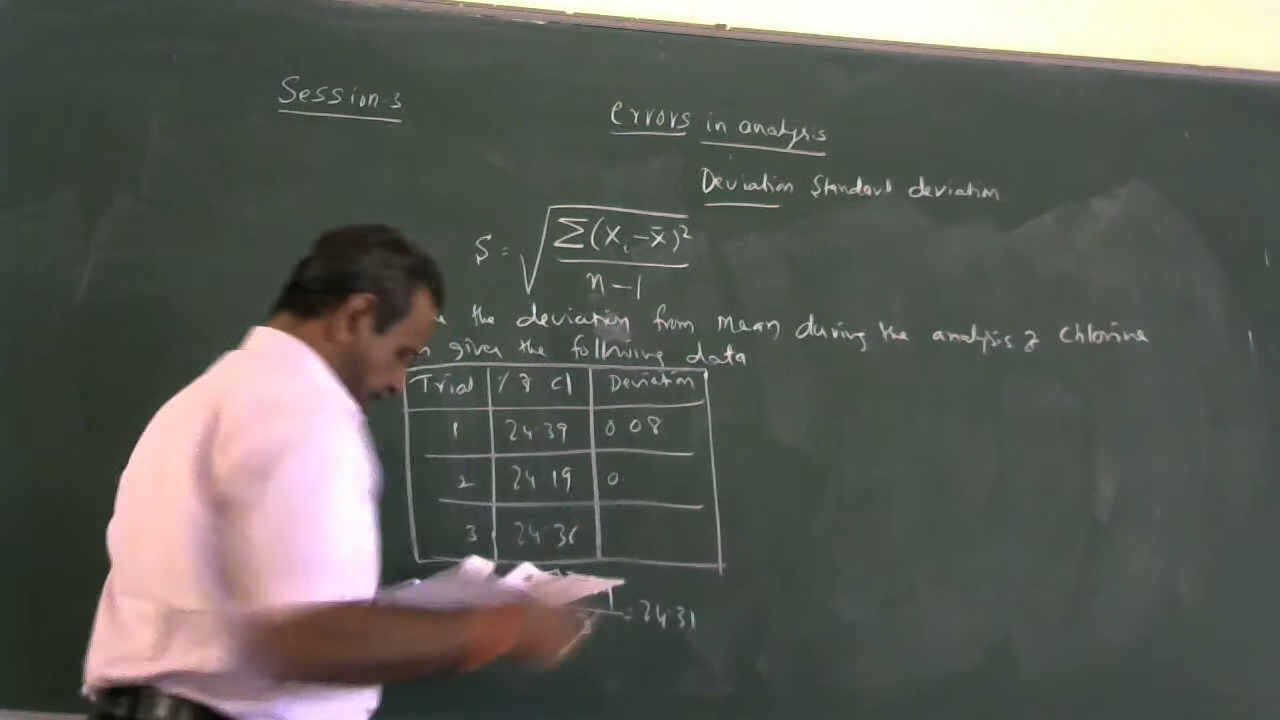 Session-3
Errors in analysis
Deviation Standard deviation
S = √ Σ(Xᵢ - x̄)²
n - 1
the deviation from mean during the analysis of chlorine
given the following data
Trial % of Cl Deviation
1 24.39 0.08
2 24.19 0.
3 24.36
= 24.31